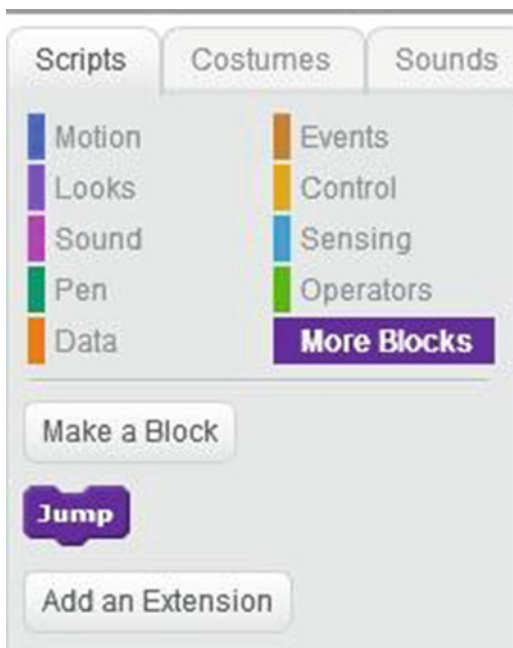 Scripts Costumes Sounds
Motion Events
Looks Control
Sound Sensing
Pen Operators
Data More Blocks
Make a Block
Jump
Add an Extension